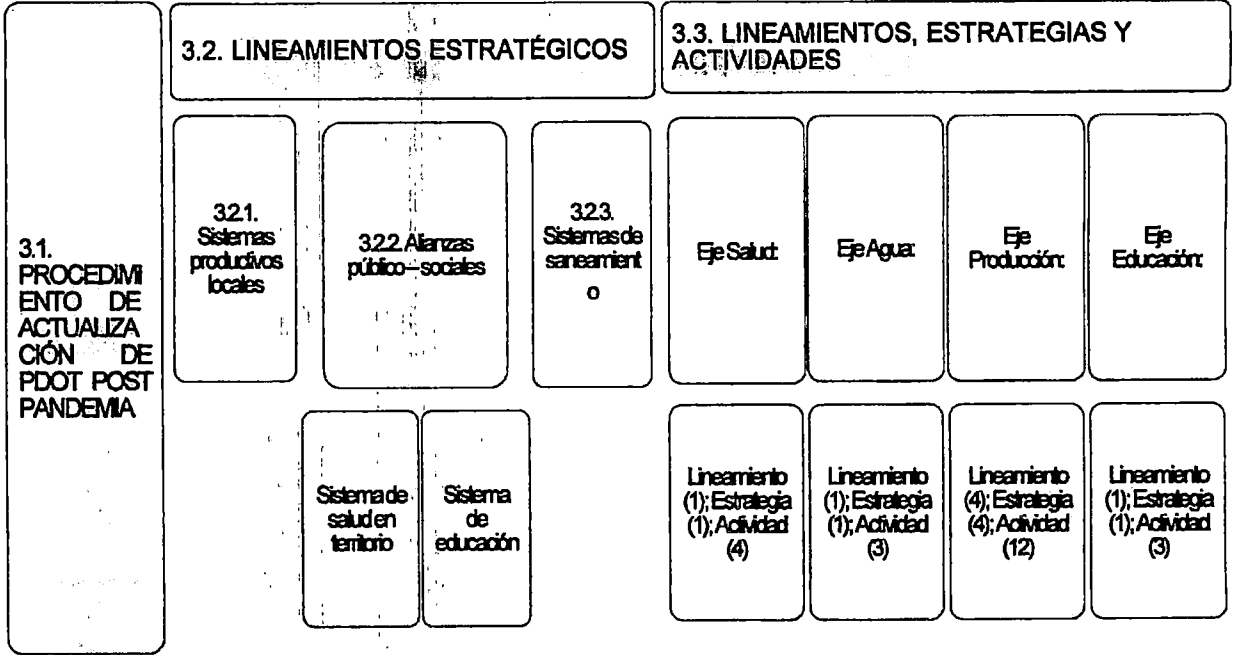 3.1.
PROCEDIMI
ENTO DE
ACTUALIZA
CIÓN DE
PDOT POST
PANDEMIA
3.2. LINEAMIENTOS ESTRATÉGICOS
3.2.1.
Sistemas
productivos
locales
3.2.2. Alianzas
público – sociales
3.2.3.
Sistemas de
saneamient
o
Sistema de
salud en
territorio
Sistema
de
educación
3.3. LINEAMIENTOS, ESTRATEGIAS Y
ACTIVIDADES
Eje Salud:
Eje Agua:
Eje
Producción:
Eje
Educación:
Lineamiento
(1); Estrategia
(1); Actividad
(4)
Lineamiento
(1); Estrategia
(1); Actividad
(3)
Lineamiento
(4); Estrategia
(4); Actividad
(12)
Lineamiento
(1); Estrategia
(1); Actividad
(3)